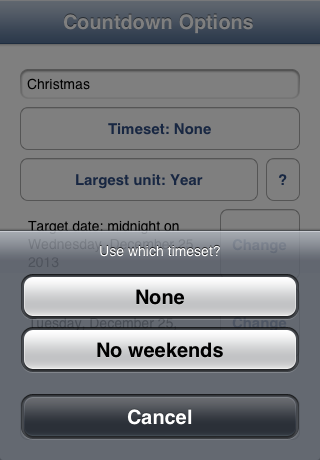 Countdown Options
Christmas
Timeset: None
Largest unit: Year
?
Target date: midnight on
Wednesday, December 25,
2013
Change
Use which timeset?
None
Tuesday, December 25,
Change
No weekends
Cancel